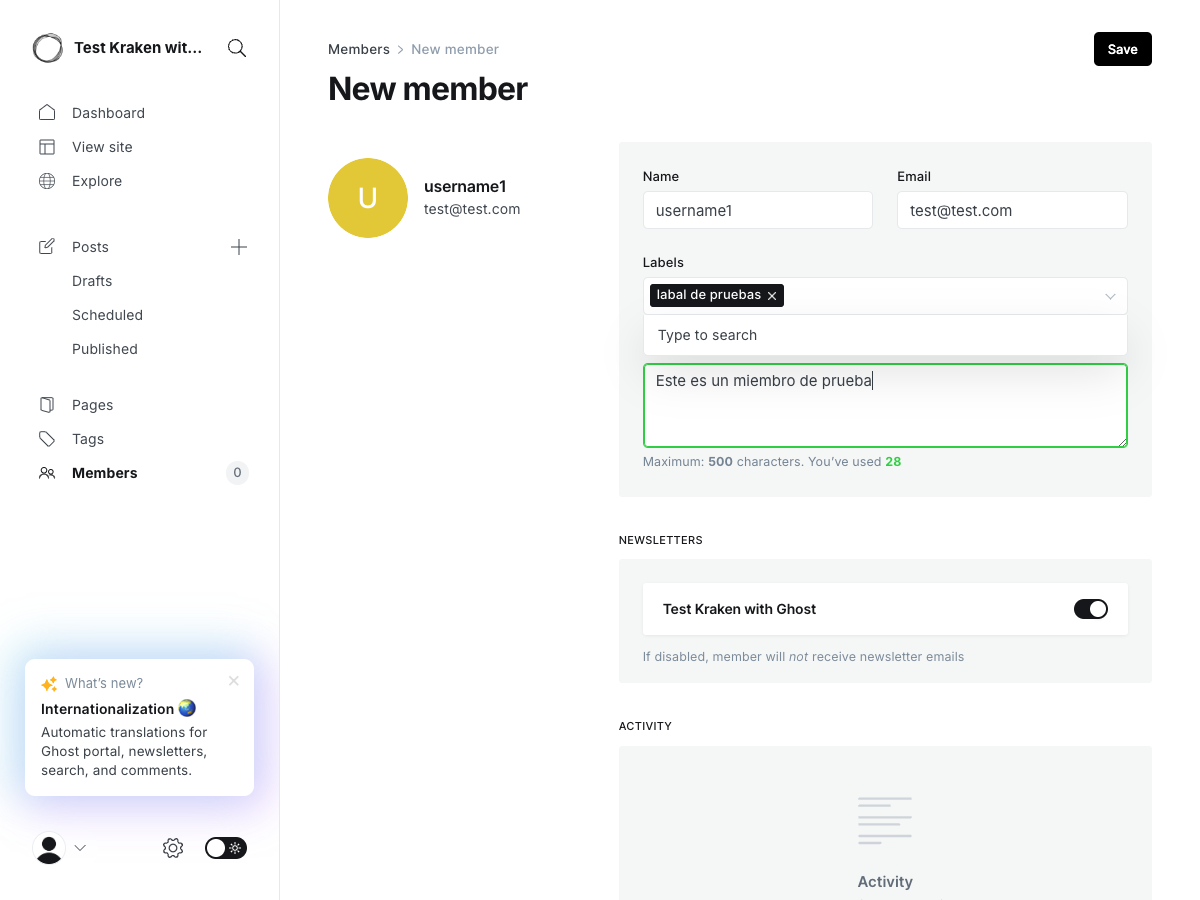 Test Kraken wit...
Dashboard
View site
Explore
Posts
Drafts
Scheduled
Published
Pages
Tags
Members
0
What's new?
Internationalization
Automatic translations for
Ghost portal, newsletters,
search, and comments.
Members
New member
Save
New member
U
username1
test@test.com
Name
Email
username1
test@test.com
Labels
labal de pruebas
Type to search
Este es un miembro de prueba
Maximum: 500 characters. You've used 28
NEWSLETTERS
Test Kraken with Ghost
If disabled, member will not receive newsletter emails
ACTIVITY
Activity